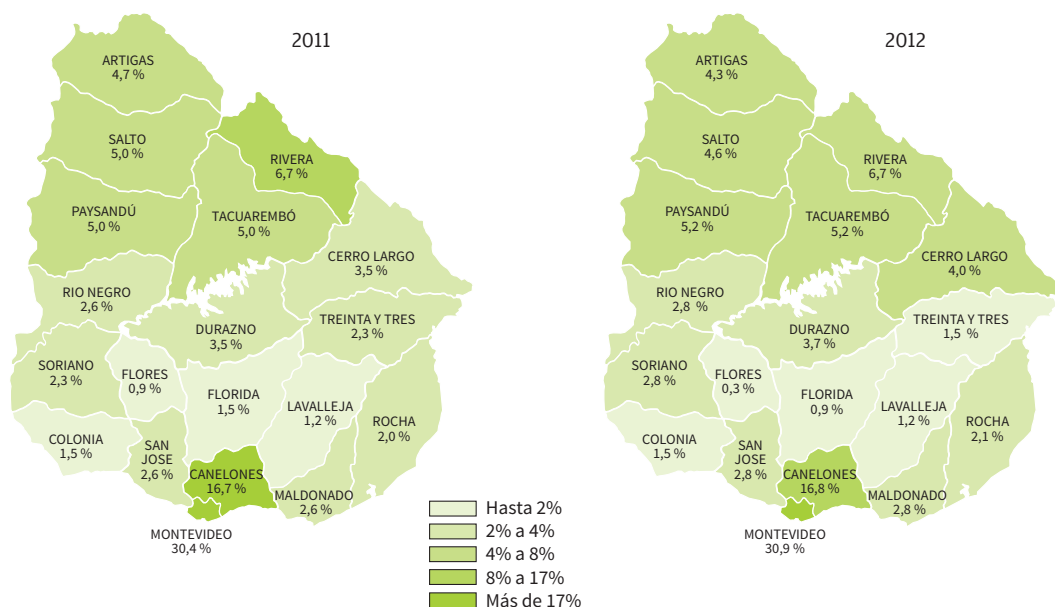 2011
ARTIGAS
4,7 %
SALTO
5,0 %
RIVERA
6,7 %
PAYSANDÚ
5,0 %
TACUAREMBÓ
5,0 %
CERRO LARGO
3,5 %
RIO NEGRO
2,6 %
DURAZNO
3,5 %
TREINTA Y TRES
2,3 %
SORIANO
2,3 %
FLORES
0,9 %
FLORIDA
1,5 %
LAVALLEJA
1,2 %
ROCHA
2,0 %
COLONIA
1,5 %
SAN
JOSE
2,6 %
CANELONES
16,7 %
MALDONADO
2,6 %
MONTEVIDEO
30,4 %
2012
ARTIGAS
4,3 %
SALTO
4,6 %
RIVERA
6,7 %
PAYSANDÚ
5,2 %
TACUAREMBÓ
5,2 %
CERRO LARGO
4,0 %
RIO NEGRO
2,8 %
DURAZNO
3,7 %
TREINTA Y TRES
1,5 %
SORIANO
2,8 %
FLORES
0,3 %
FLORIDA
0,9 %
LAVALLEJA
1,2 %
ROCHA
2,1 %
COLONIA
1,5 %
SAN
JOSE
2,8 %
CANELONES
16,8 %
MALDONADO
2,8 %
MONTEVIDEO
30,9 %
Hasta 2%
2% a 4%
4% a 8%
8% a 17%
Más de 17%